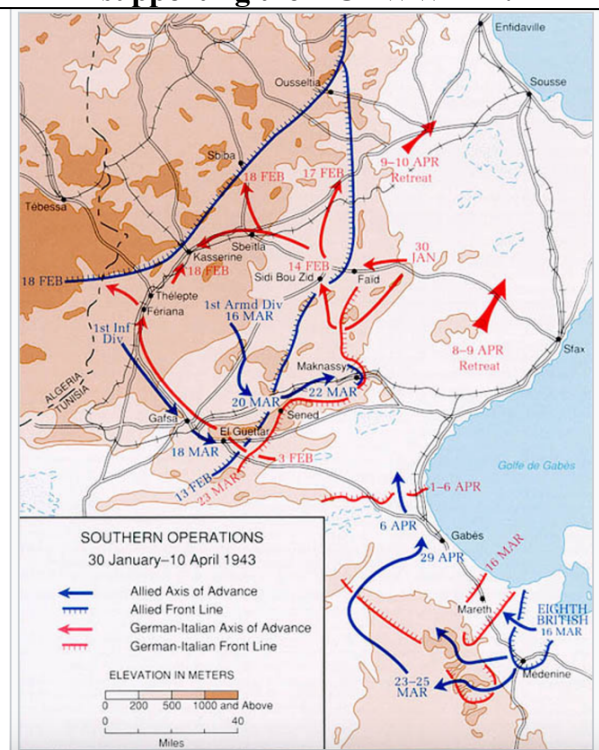 Enfidaville
Ousseltia
Sousse
9–10 APR
Retreat
Sbiba
18 FEB
17 FEB
Tébessa
Sbeïtla
Kasserine
18 FEB
30
JAN
14 FEB
Sidi Bou Zid
Faïd
18 FEB
Thélepte
Fériana
1st Armd Div
16 MAR
1st Inf
Div
8–9 APR
Retreat
Sfax
Maknassy
ALGERIA
TUNISIA
20 MAR
22 MAR
Sened
Gafsa
El Guettar
18 MAR
3 FEB
13 FEB
23 MAR
Golfe de Gabès
1–6 APR
6 APR
Gabès
29 APR
16 MAR
Mareth
EIGHTH
BRITISH
16 MAR
Medenine
23–25
MAR
SOUTHERN OPERATIONS
30 January–10 April 1943
Allied Axis of Advance
Allied Front Line
German-Italian Axis of Advance
German-Italian Front Line
ELEVATION IN METERS
0 200 500 1000 and Above
0 40
Miles